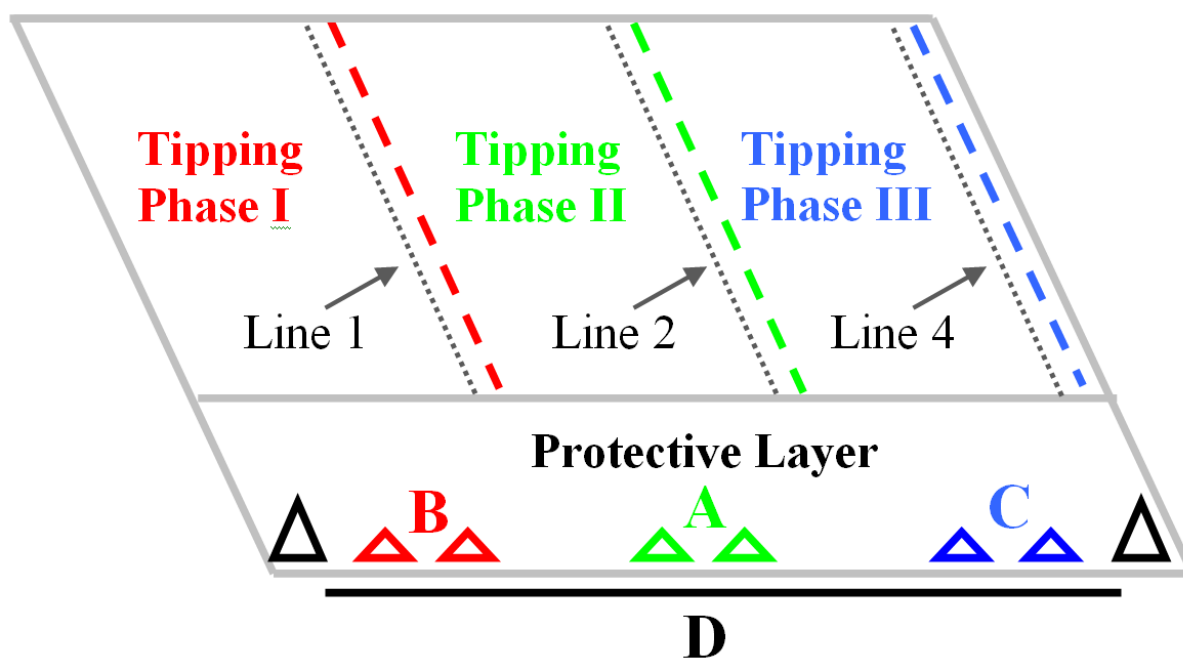 Tipping
Phase I
Tipping
Phase II
Tipping
Phase III
Line 1
Line 2
Line 4
Protective Layer
B
A
C
D